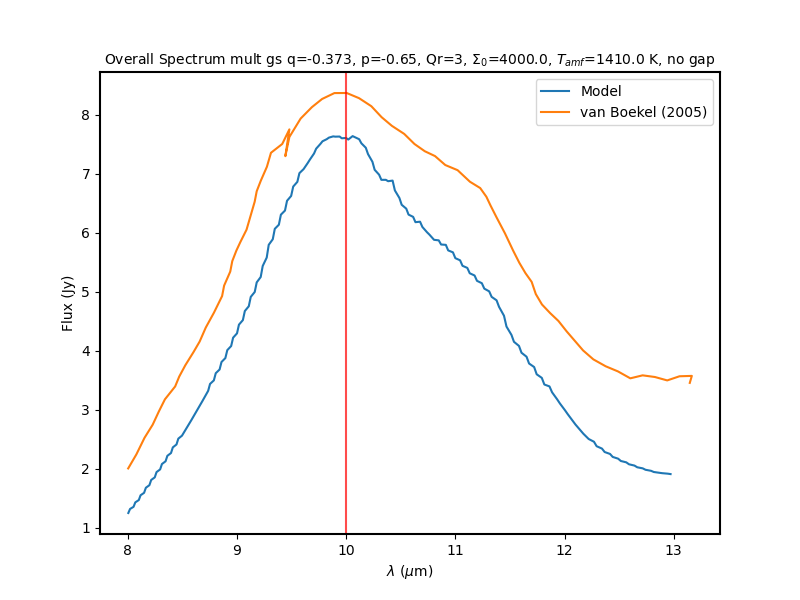 Overall Spectrum mult gs q=-0.373, p=-0.65, Qr=3, Σ₀=4000.0, T_amf=1410.0 K, no gap
Model
van Boekel (2005)
8
7
6
5
4
3
2
1
Flux (Jy)
8 9 10 11 12 13
λ (μm)